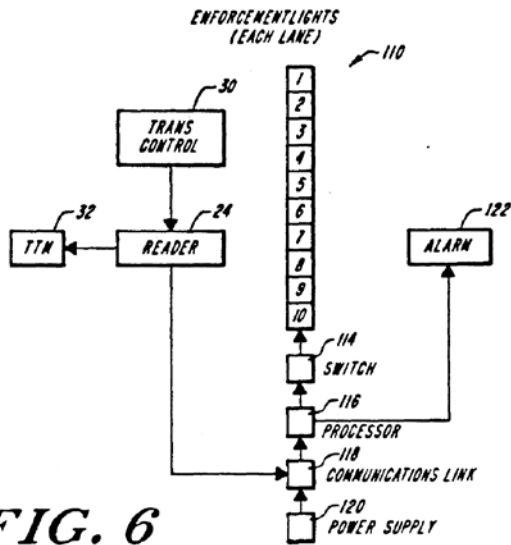 ENFORCEMENTLIGHTS
(EACH LANE)
110
1
2
3
4
5
6
7
8
9
10
30
TRANS
CONTROL
32
TTM
24
READER
122
ALARM
114
SWITCH
116
PROCESSOR
118
COMMUNICATIONS LINK
120
POWER SUPPLY
FIG. 6